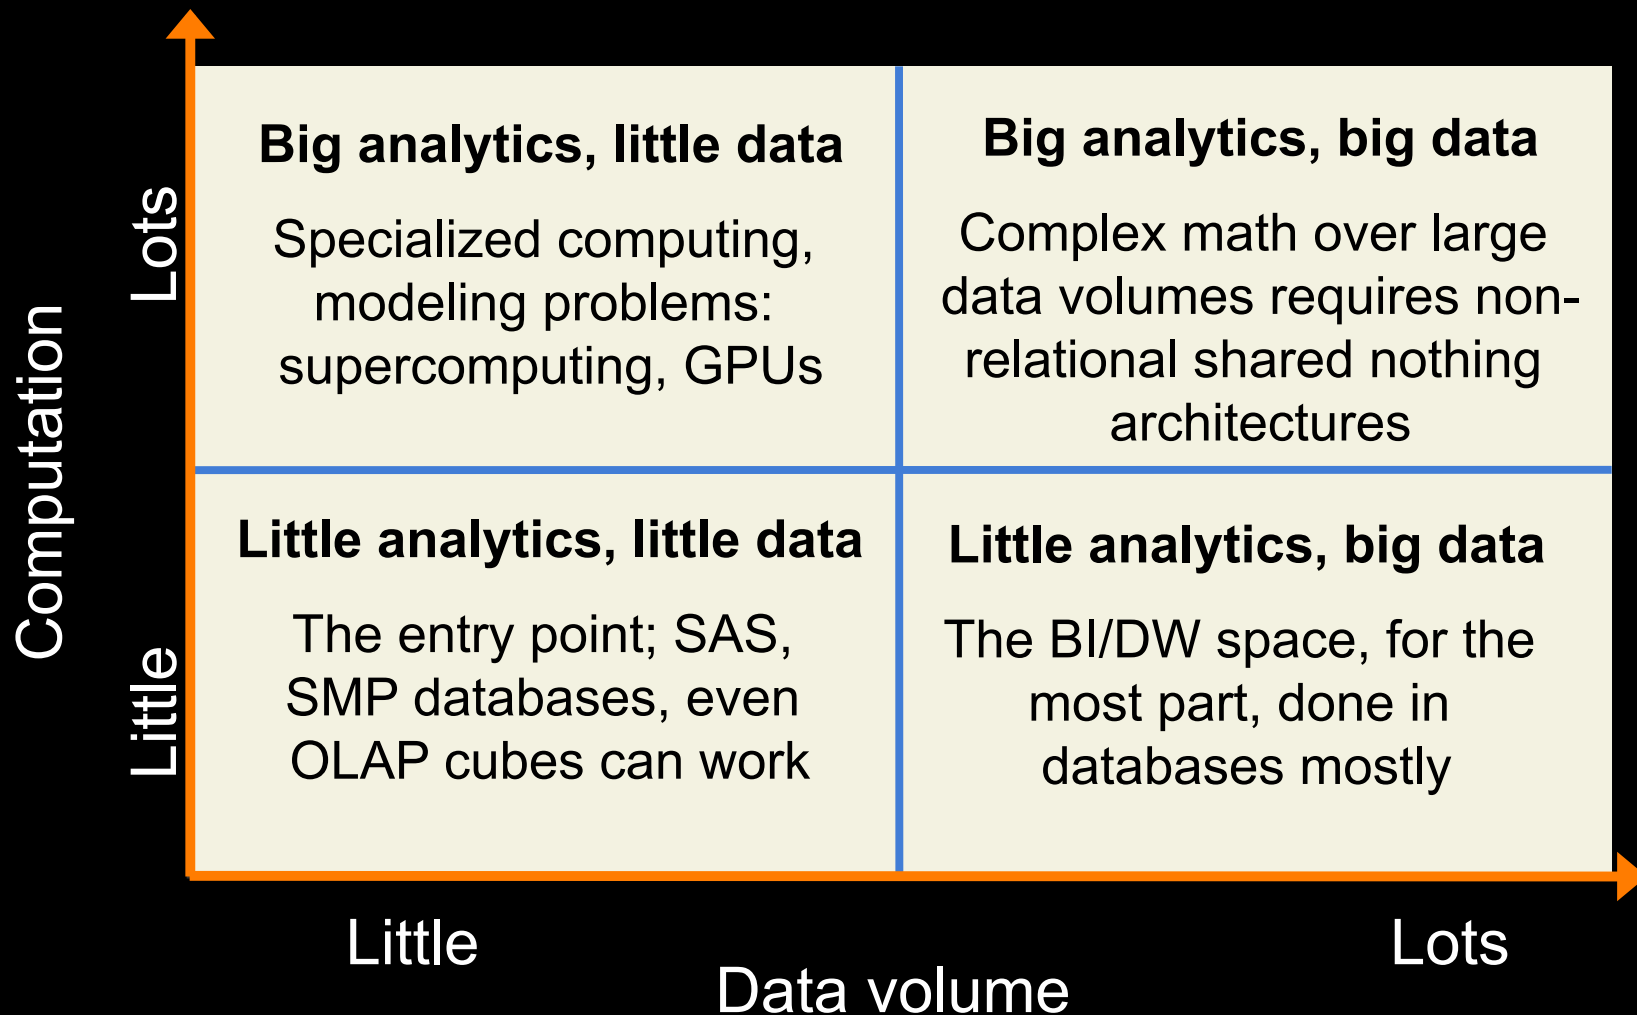 Computation
Lots
Little
Big analytics, little data
Specialized computing,
modeling problems:
supercomputing, GPUs
Big analytics, big data
Complex math over large
data volumes requires non-
relational shared nothing
architectures
Little analytics, little data
The entry point; SAS,
SMP databases, even
OLAP cubes can work
Little analytics, big data
The BI/DW space, for the
most part, done in
databases mostly
Little
Lots
Data volume